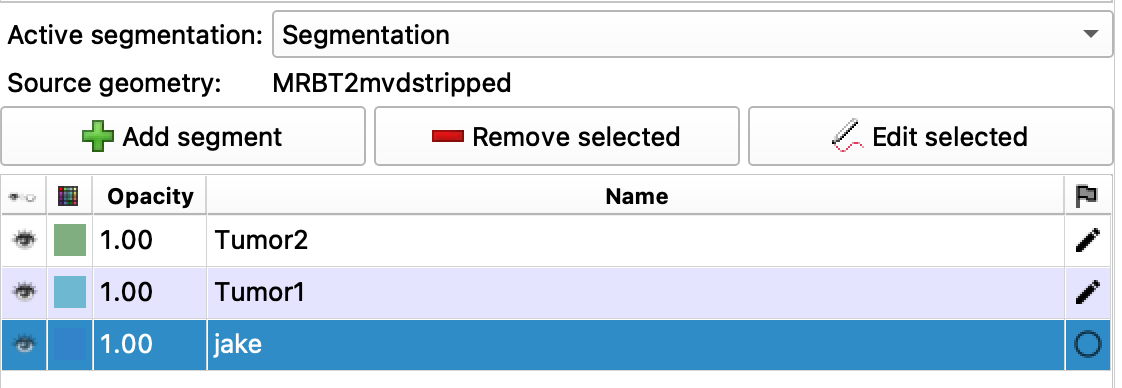 Active segmentation: Segmentation
Source geometry: MRBT2mvdstripped
Add segment Remove selected Edit selected
Opacity Name
1.00 Tumor2
1.00 Tumor1
1.00 jake